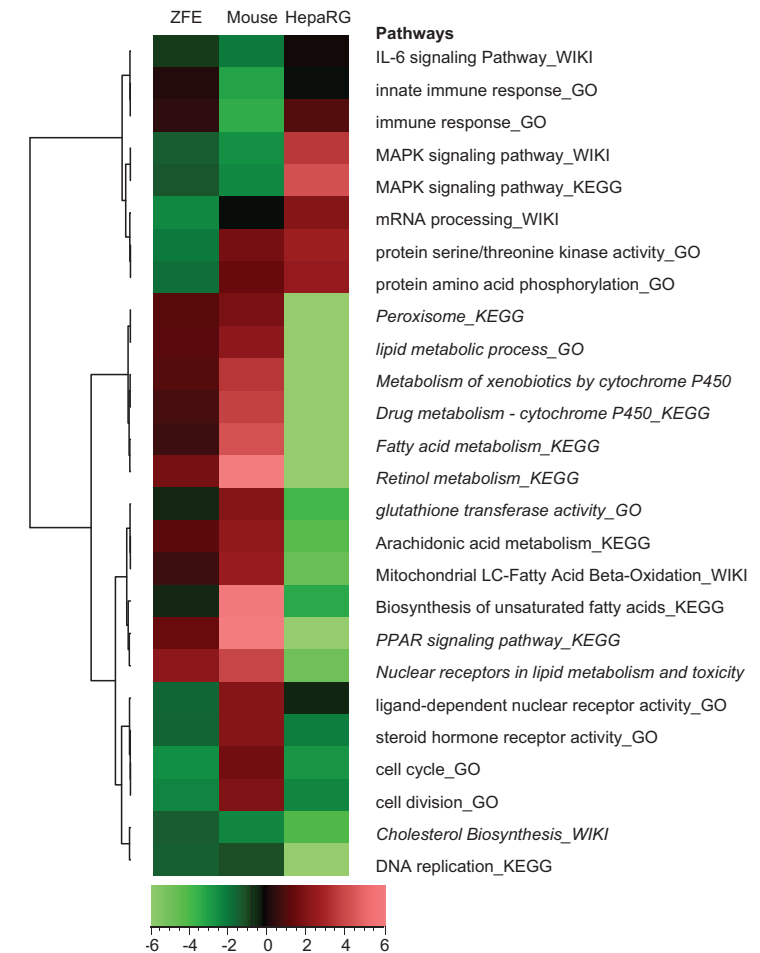 ZFE Mouse HepaRG
Pathways
IL-6 signaling Pathway_WIKI
innate immune response_GO
immune response_GO
MAPK signaling pathway_WIKI
MAPK signaling pathway_KEGG
mRNA processing_WIKI
protein serine/threonine kinase activity_GO
protein amino acid phosphorylation_GO
Peroxisome_KEGG
lipid metabolic process_GO
Metabolism of xenobiotics by cytochrome P450
Drug metabolism - cytochrome P450_KEGG
Fatty acid metabolism_KEGG
Retinol metabolism_KEGG
glutathione transferase activity_GO
Arachidonic acid metabolism_KEGG
Mitochondrial LC-Fatty Acid Beta-Oxidation_WIKI
Biosynthesis of unsaturated fatty acids_KEGG
PPAR signaling pathway_KEGG
Nuclear receptors in lipid metabolism and toxicity
ligand-dependent nuclear receptor activity_GO
steroid hormone receptor activity_GO
cell cycle_GO
cell division_GO
Cholesterol Biosynthesis_WIKI
DNA replication_KEGG
-6 -4 -2 0 2 4 6